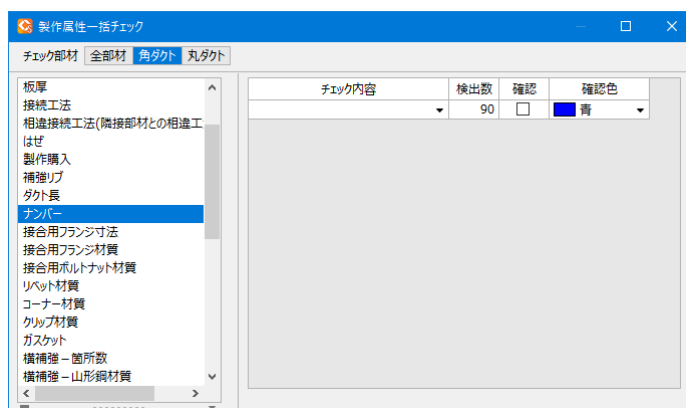 製作属性一括チェック
チェック部材 全部材 角ダクト 丸ダクト
板厚
接続工法
相違接続工法(隣接部材との相違工
はぜ
製作購入
補強リブ
ダクト長
ナンバー
接合用フランジ寸法
接合用フランジ材質
接合用ボルトナット材質
リベット材質
コーナー材質
クリップ材質
ガスケット
横補強－箇所数
横補強－山形鋼材質
チェック内容 検出数 確認 確認色
90 青